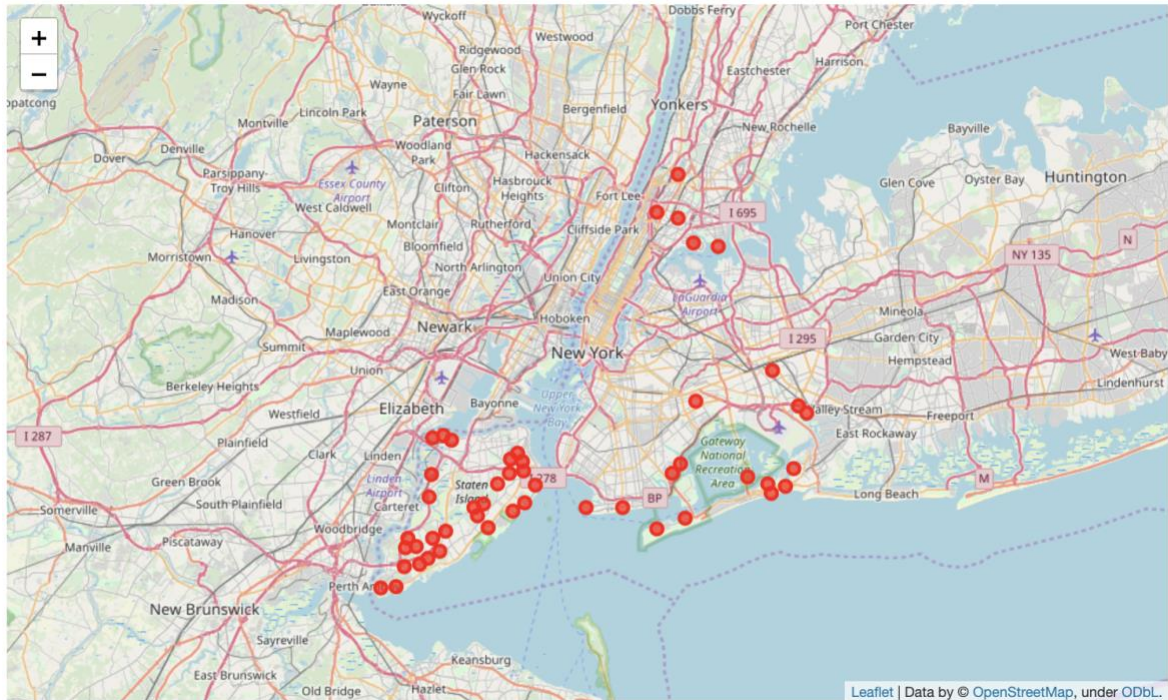 +
−
Wyckoff
Westwood
Dobbs Ferry
Port Chester
Ridgewood
Glen Rock
Eastchester
Harrison
Wayne
Fair Lawn
Bergenfield
Yonkers
Lincoln Park
Paterson
New Rochelle
Montville
Bayville
Woodland
Park
Hackensack
Denville
Dover
Parsippany-
Troy Hills
Essex County
Airport
Clifton
Hasbrouck
Heights
Fort Lee
Glen Cove
Oyster Bay
Huntington
West Caldwell
I 695
Montclair
Rutherford
Cliffside Park
Hanover
Bloomfield
N
Morristown
Livingston
North Arlington
NY 135
Union City
East Orange
LaGuardia
Airport
Madison
Mineola
Hoboken
Newark
Maplewood
I 295
Garden City
Summit
New York
West Baby
Hempstead
Union
Berkeley Heights
Lindenhurst
Upper
New York
Bay
Bayonne
Elizabeth
Westfield
Valley Stream
Freeport
I 287
Plainfield
East Rockaway
Gateway
National
Recreation
Area
Clark
Linden
278
M
Green Brook
Linden
Airport
Staten
Island
Long Beach
BP
Somerville
South Plainfield
Carteret
Woodbridge
Piscataway
Manville
Perth Am
New Brunswick
Sayreville
Keansburg
East Brunswick
Old Bridge
Hazlet
Leaflet | Data by © OpenStreetMap, under ODbL.